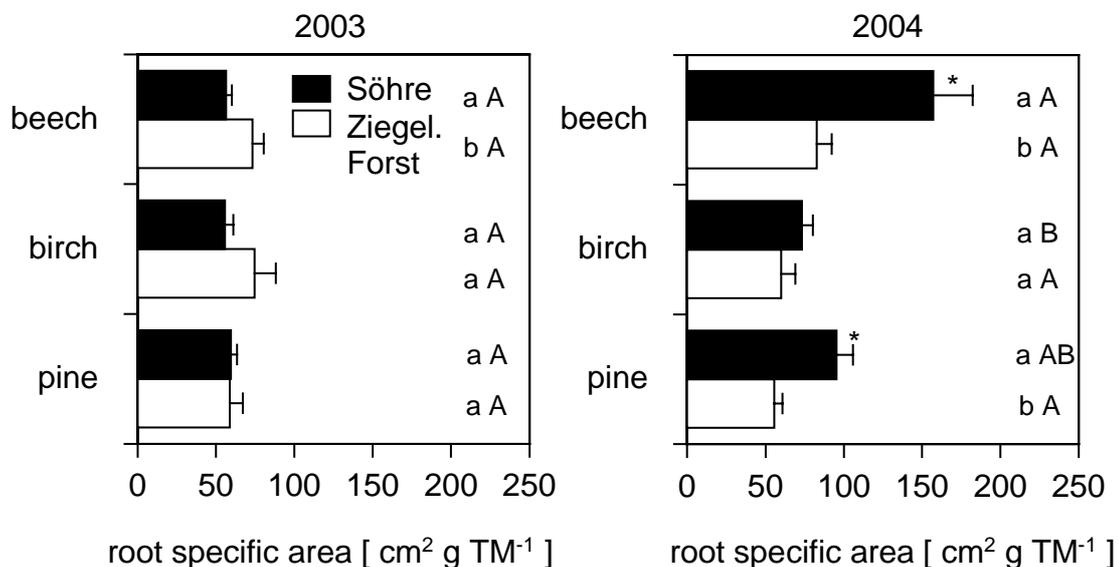 2003
Söhre
Ziegel.
Forst
beech
a A
b A
birch
a A
a A
pine
a A
a A
0 50 100 150 200 250
root specific area [ cm² g TM⁻¹ ]
2004
beech
*
a A
b A
birch
a B
a A
pine
*
a AB
b A
0 50 100 150 200 250
root specific area [ cm² g TM⁻¹ ]